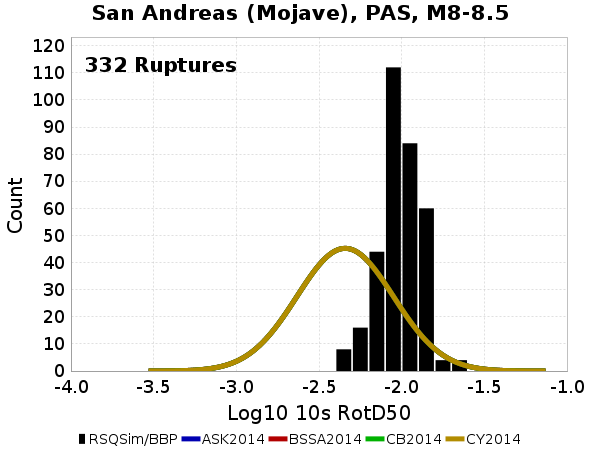 San Andreas (Mojave), PAS, M8-8.5
332 Ruptures
Count
120
110
100
90
80
70
60
50
40
30
20
10
0
-4.0 -3.5 -3.0 -2.5 -2.0 -1.5 -1.0
Log10 10s RotD50
RSQSim/BBP ASK2014 BSSA2014 CB2014 CY2014